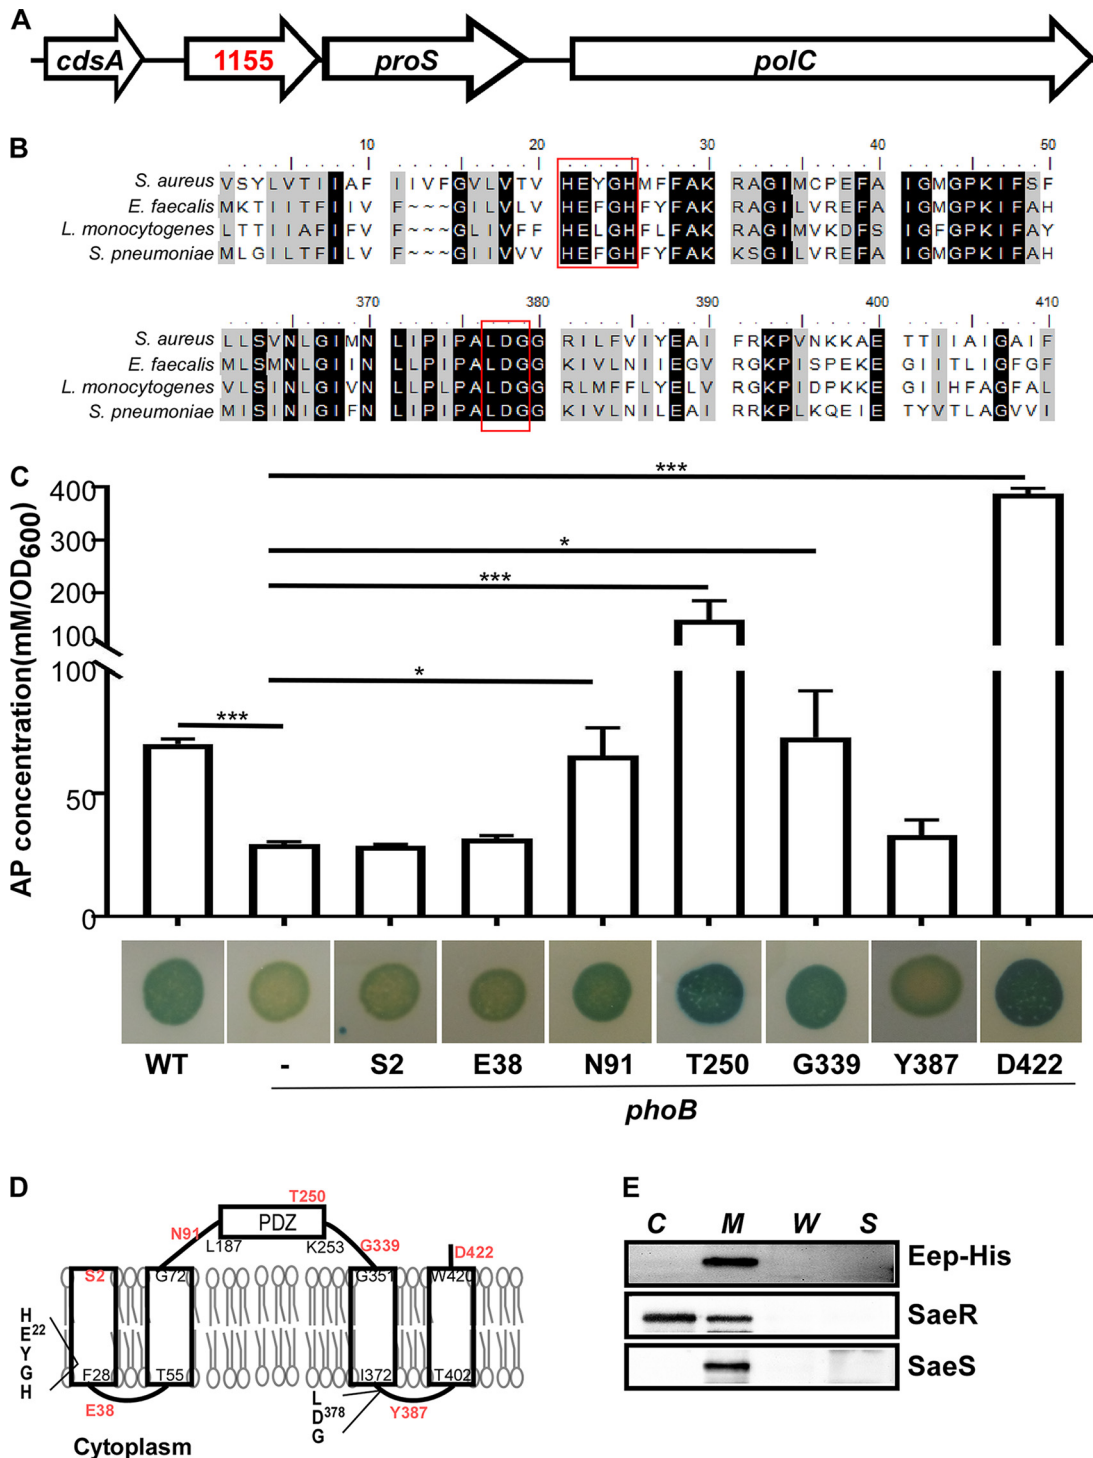 A
cdsA 1155 proS polC
B
10 20 30 40 50
S. aureus VSYLVTIIAF IIVFGVLVTV HEYGHMFFAK RAGIMCPEFA IGMGPKIFSF
E. faecalis MKTIITFIIV F~~~GILVLV HEFGHFYFAK RAGILVREFA IGMGPKIFAH
L. monocytogenes LTTIIAFIFV F~~~GLIVFF HELGHFLFAK RAGIMVKDFS IGFGPKIFAY
S. pneumoniae MLGILTFILV F~~~GIIVVV HEFGHFYFAK KSGILVREFA IGMGPKIFAH
370 380 390 400 410
S. aureus LLSVNLGIMN LIPIPALDGG RILFVIYEAI FRKPVNKKAE TTIIAIGAIF
E. faecalis MLSMNLGIIN LLPIPALDGG KIVLNIIEGV RGKPISPEKE GIITLIGFGF
L. monocytogenes VLSINLGIVN LLPLPALDGG RLMFFLYELV RGKPIDPKKE GIIHFAGFAL
S. pneumoniae MISINIGIFN LLPIPALDGG KIVLNILEAI RRKPLKQEIE TYVTLAGVVI
C
AP concentration(mM/OD600)
400
300
200
100
100
50
0
***
*
***
*
***
WT - S2 E38 N91 T250 G339 Y387 D422
phoB
D
T250
N91 PDZ
L187 K253 G339
D422
S2 G72 G351 W420
H
E22
Y
G
H
F28 T55 I372 T402
E38
L
D378
G
Y387
Cytoplasm
E
C M W S
Eep-His
SaeR
SaeS